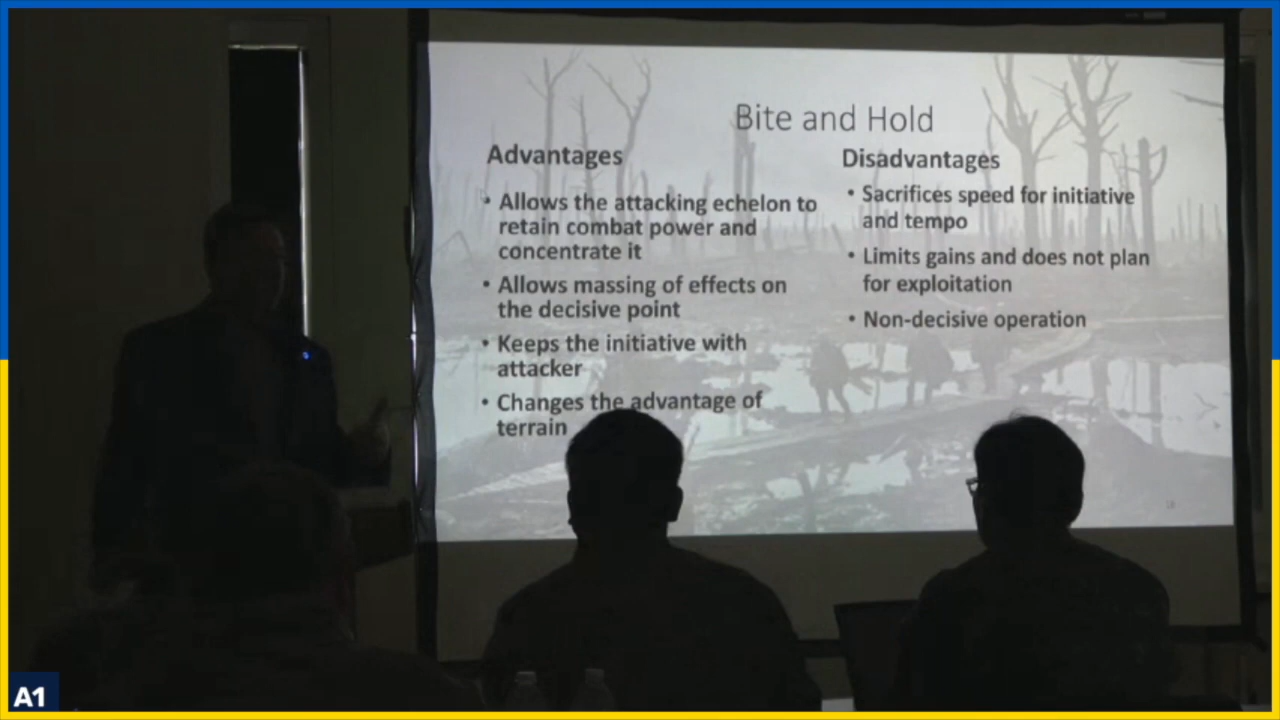 Bite and Hold
Advantages
• Allows the attacking echelon to
retain combat power and
concentrate it
• Allows massing of effects on
the decisive point
• Keeps the initiative with
attacker
• Changes the advantage of
terrain
Disadvantages
• Sacrifices speed for initiative
and tempo
• Limits gains and does not plan
for exploitation
• Non-decisive operation
A1